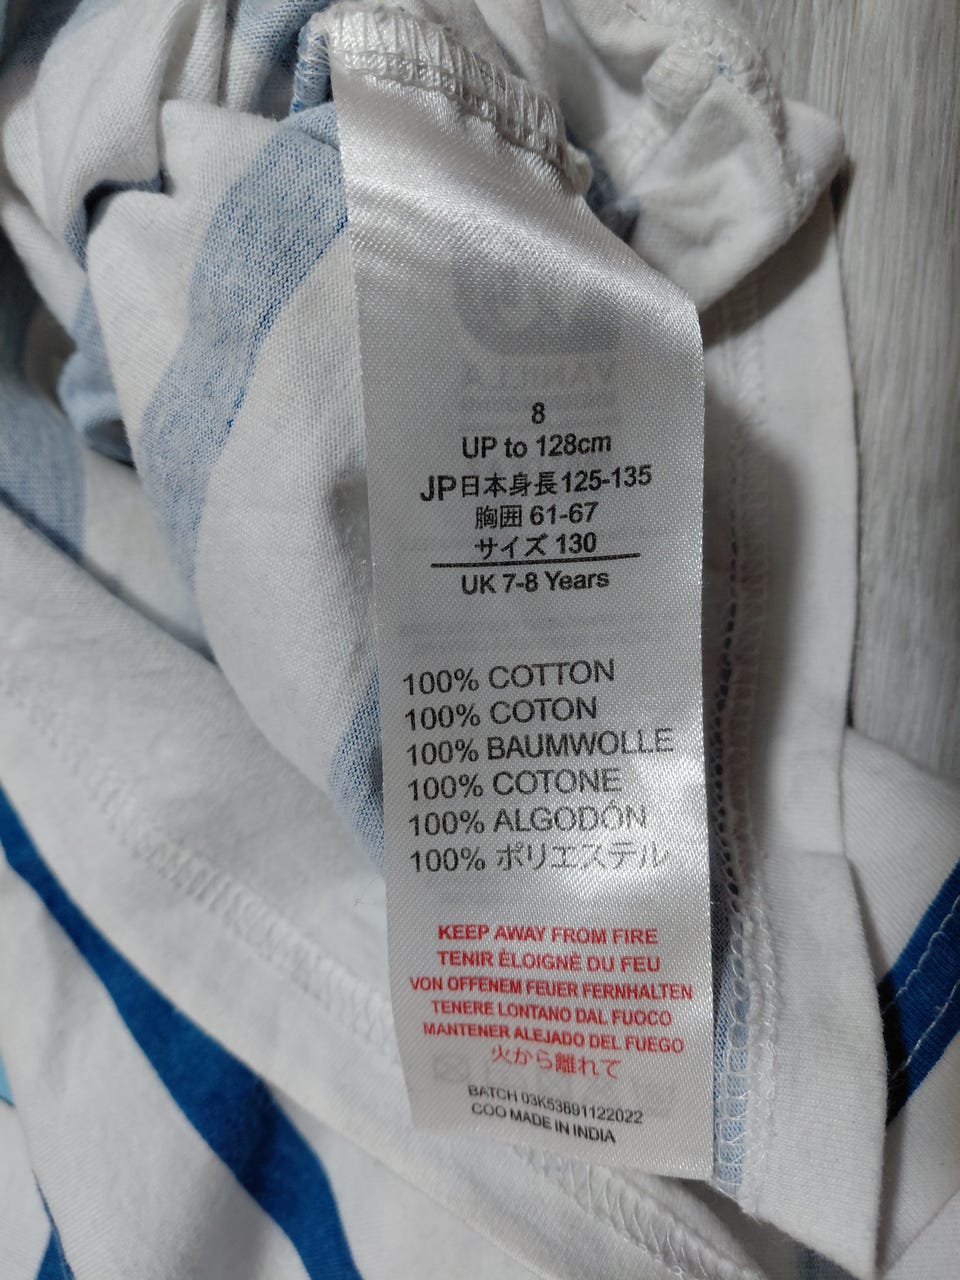 8
UP to 128cm
JP日本身長125-135
胸囲 61-67
サイズ 130
UK 7-8 Years
100% COTTON
100% COTON
100% BAUMWOLLE
100% COTONE
100% ALGODÓN
100% ポリエステル
KEEP AWAY FROM FIRE
TENIR ÉLOIGNÉ DU FEU
VON OFFENEM FEUER FERNHALTEN
TENERE LONTANO DAL FUOCO
MANTENER ALEJADO DEL FUEGO
火から離れて
BATCH 03K53891122022
COO MADE IN INDIA